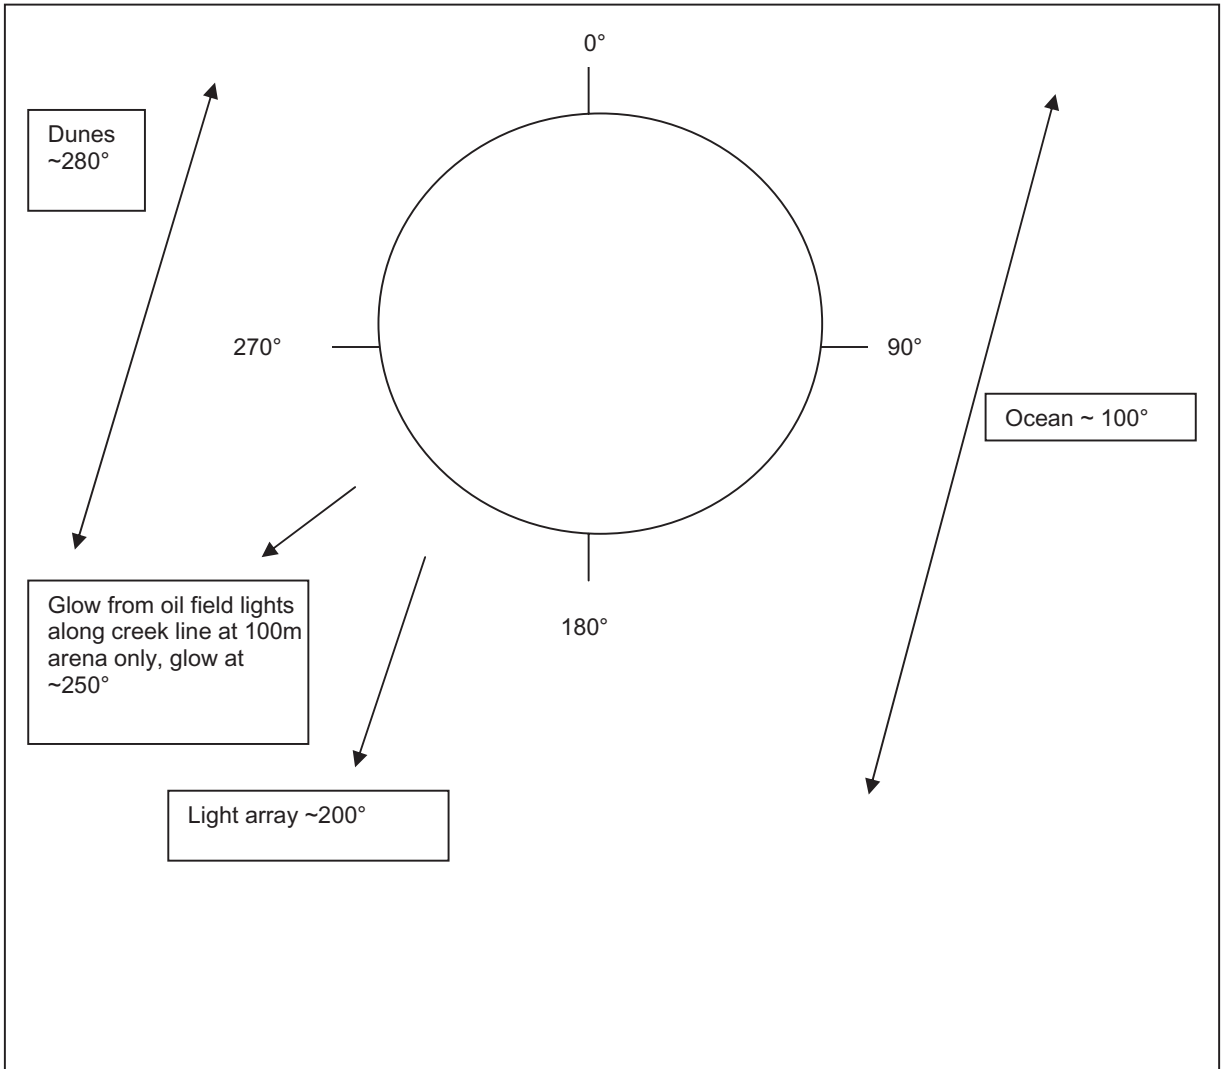 0°
Dunes
~280°
270°
90°
Ocean ~ 100°
Glow from oil field lights
along creek line at 100m
arena only, glow at
~250°
180°
Light array ~200°